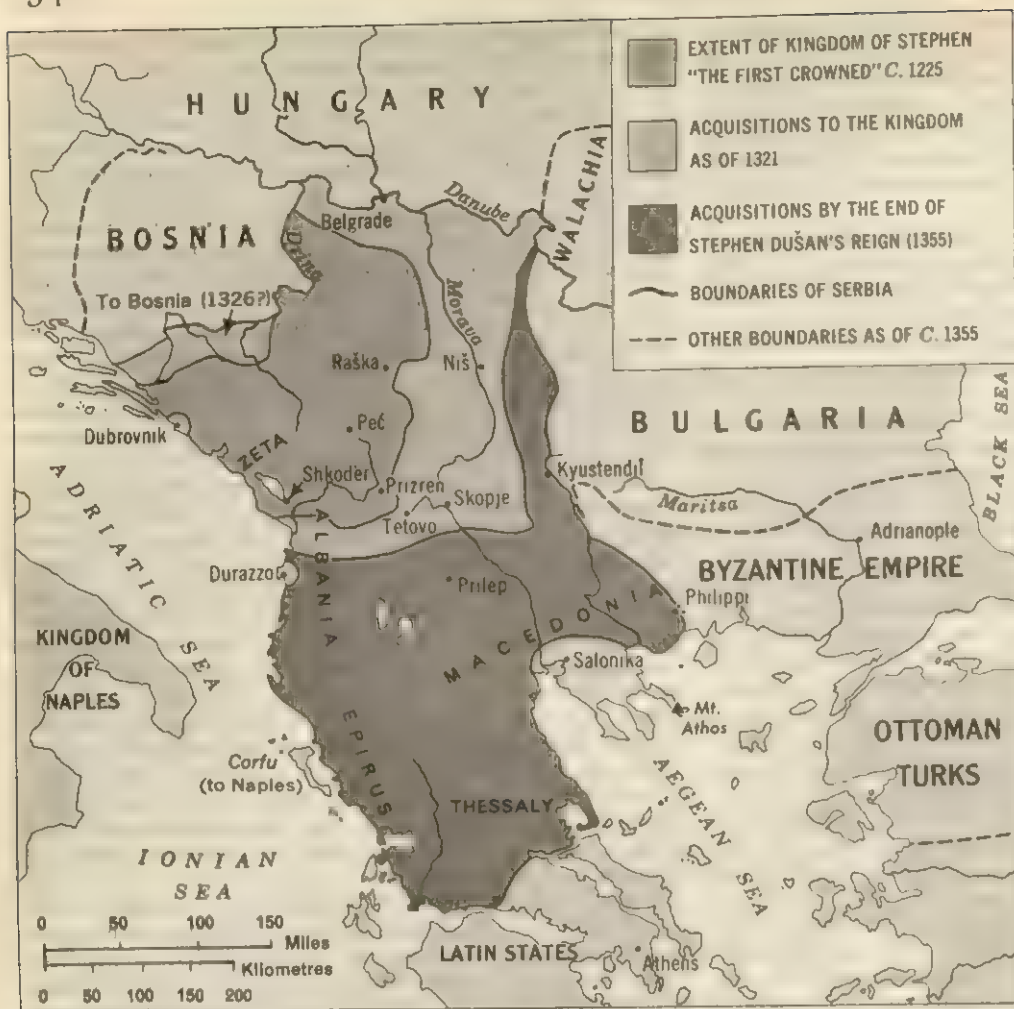 EXTENT OF KINGDOM OF STEPHEN
"THE FIRST CROWNED" C. 1225
ACQUISITIONS TO THE KINGDOM
AS OF 1321
ACQUISITIONS BY THE END OF
STEPHEN DUŠAN'S REIGN (1355)
BOUNDARIES OF SERBIA
OTHER BOUNDARIES AS OF C. 1355
HUNGARY
WALACHIA
Danube
Belgrade
BOSNIA
Drina
To Bosnia (1326?)
Morava
Raška
Niš
BULGARIA
BLACK SEA
Peć
Dubrovnik
ZETA
Kyustendil
Shkoder
Prizren
Skopje
Maritsa
Tetovo
Adrianople
ADRIATIC SEA
ALBANIA
BYZANTINE EMPIRE
Durazzo
Prilep
Philippi
MACEDONIA
KINGDOM
OF
NAPLES
Salonika
Mt.
Athos
EPIRUS
OTTOMAN
TURKS
Corfu
(to Naples)
AEGEAN SEA
THESSALY
IONIAN
SEA
0 50 100 150
Miles
Kilometres
0 50 100 150 200
LATIN STATES
Athens